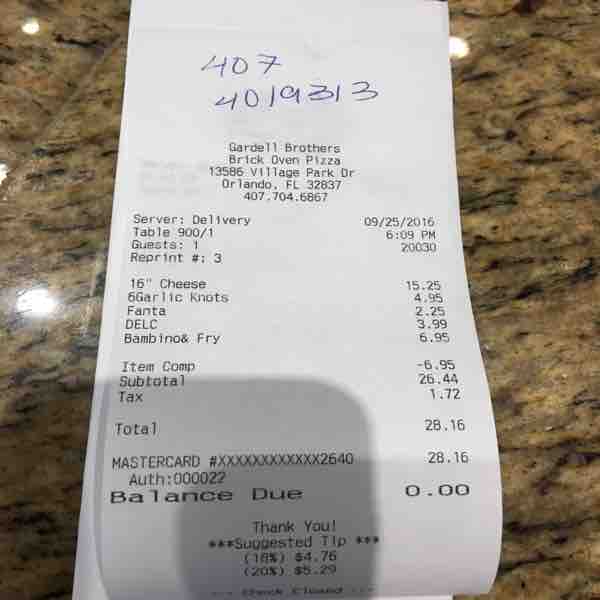 407
4019313
Gardell Brothers
Brick Oven Pizza
13586 Village Park Dr
Orlando, FL 32837
407.704.6867
Server: Delivery 09/25/2016
Table 900/1 6:09 PM
Guests: 1 20030
Reprint #: 3
16" Cheese 15.25
6Garlic Knots 4.95
Fanta 2.25
DELC 3.99
Bambino& Fry 6.95
Item Comp -6.95
Subtotal 26.44
Tax 1.72
Total 28.16
MASTERCARD #XXXXXXXXXXXX2640 28.16
Auth:000022
Balance Due 0.00
Thank You!
***Suggested Tip ***
(18%) $4.76
(20%) $5.29
Check Closed